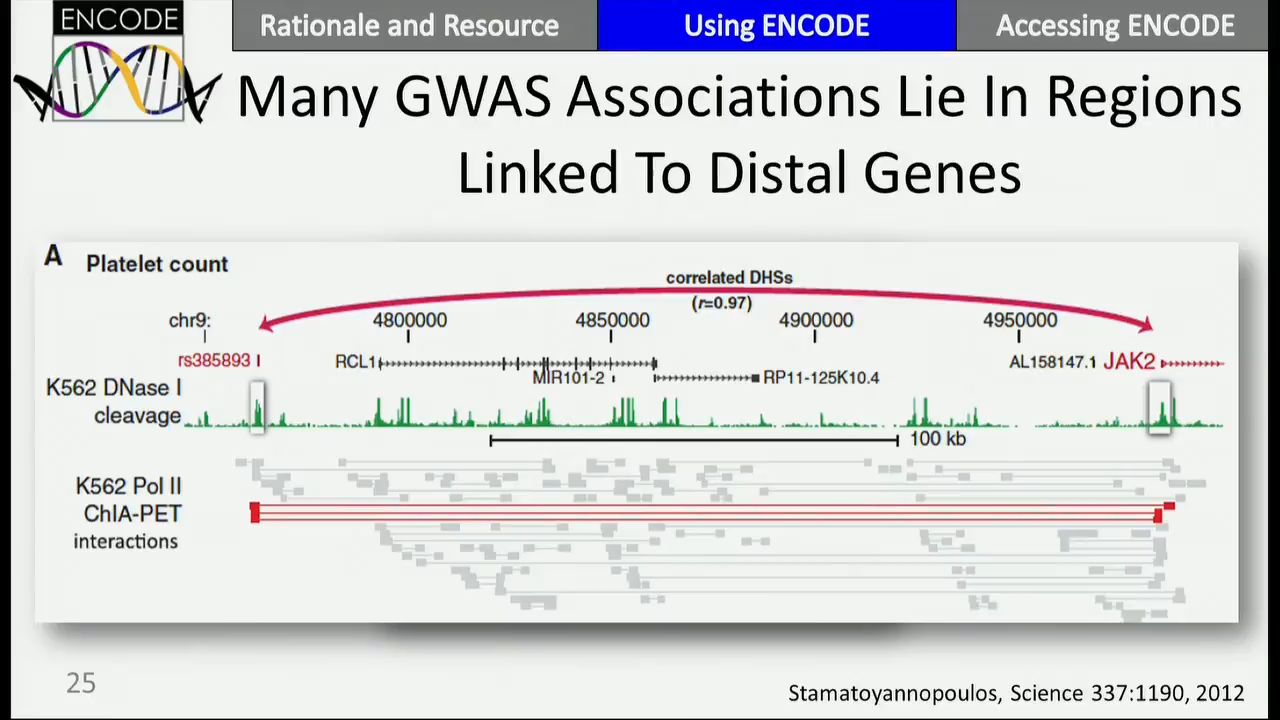 ENCODE
Rationale and Resource
Using ENCODE
Accessing ENCODE
Many GWAS Associations Lie In Regions
Linked To Distal Genes
A
Platelet count
correlated DHSs
(r=0.97)
chr9:
4800000
4850000
4900000
4950000
rs385893
RCL1
AL158147.1
JAK2
MIR101-2
RP11-125K10.4
K562 DNase I
cleavage
100 kb
K562 Pol II
ChIA-PET
interactions
25
Stamatoyannopoulos, Science 337:1190, 2012